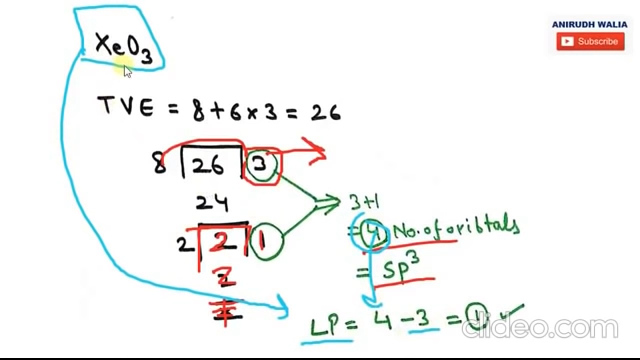 ANIRUDH WALIA
Subscribe
XeO3
TVE = 8+6×3 = 26
8 26 3
24
2 2 1
2
3+1
= 4 No. of oribtals
= SP3
LP = 4 - 3 = 1 ✓
clideo.com